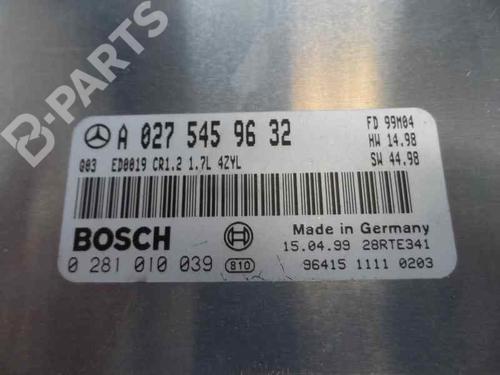 B-PARTS
A 027 545 96 32
FD 99M04
HW 14.98
SW 44.98
G03 ED0019 CR1.2 1.7L 4ZYL
BOSCH
Made in Germany
15.04.99 28RTE341
0 281 010 039 810
96415 1111 0203